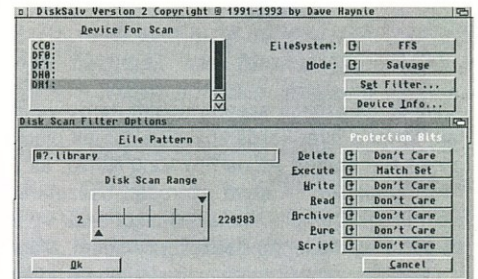 DiskSalv Version 2 Copyright © 1991-1993 by Dave Haynie
Device For Scan
CC0:
DF0:
DF1:
DH0:
DH1:
FileSystem: FFS
Mode: Salvage
Set Filter...
Device Info...
Disk Scan Filter Options
File Pattern
#?.library
Disk Scan Range
2 220583
Protection Bits
Delete Don't Care
Execute Match Set
Write Don't Care
Read Don't Care
Archive Don't Care
Pure Don't Care
Script Don't Care
Ok
Cancel